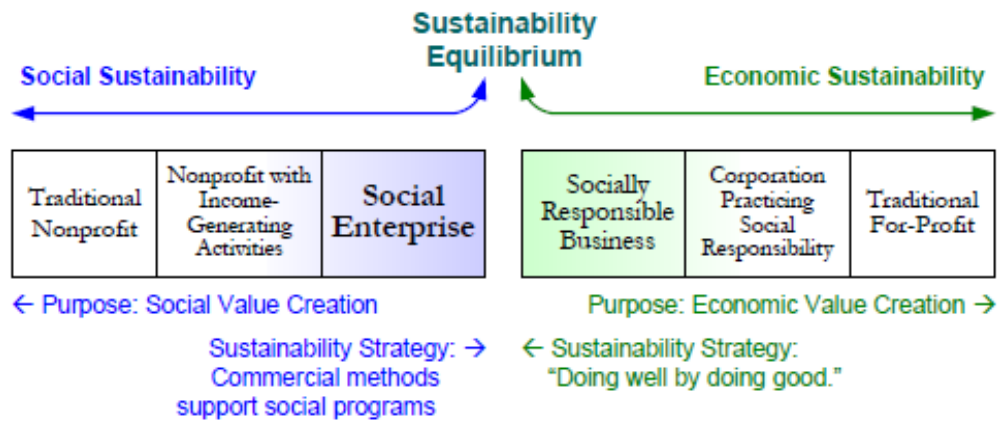 Sustainability
Equilibrium
Social Sustainability
Economic Sustainability
Traditional
Nonprofit
Nonprofit with
Income-
Generating
Activities
Social
Enterprise
Socially
Responsible
Business
Corporation
Practicing
Social
Responsibility
Traditional
For-Profit
← Purpose: Social Value Creation
Purpose: Economic Value Creation →
Sustainability Strategy: →
Commercial methods
support social programs
← Sustainability Strategy:
“Doing well by doing good.”